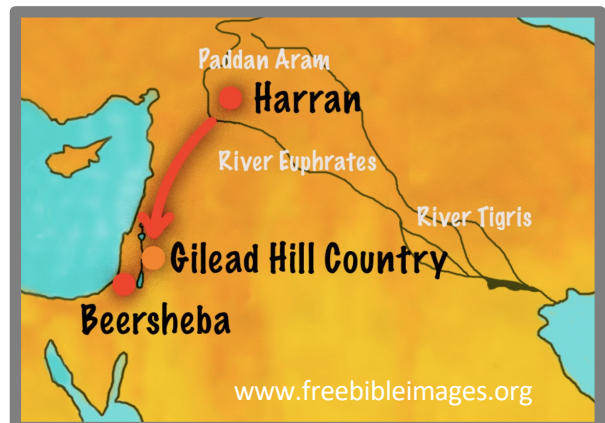 Paddan Aram
Harran
River Euphrates
River Tigris
Gilead Hill Country
Beersheba
www.freebibleimages.org